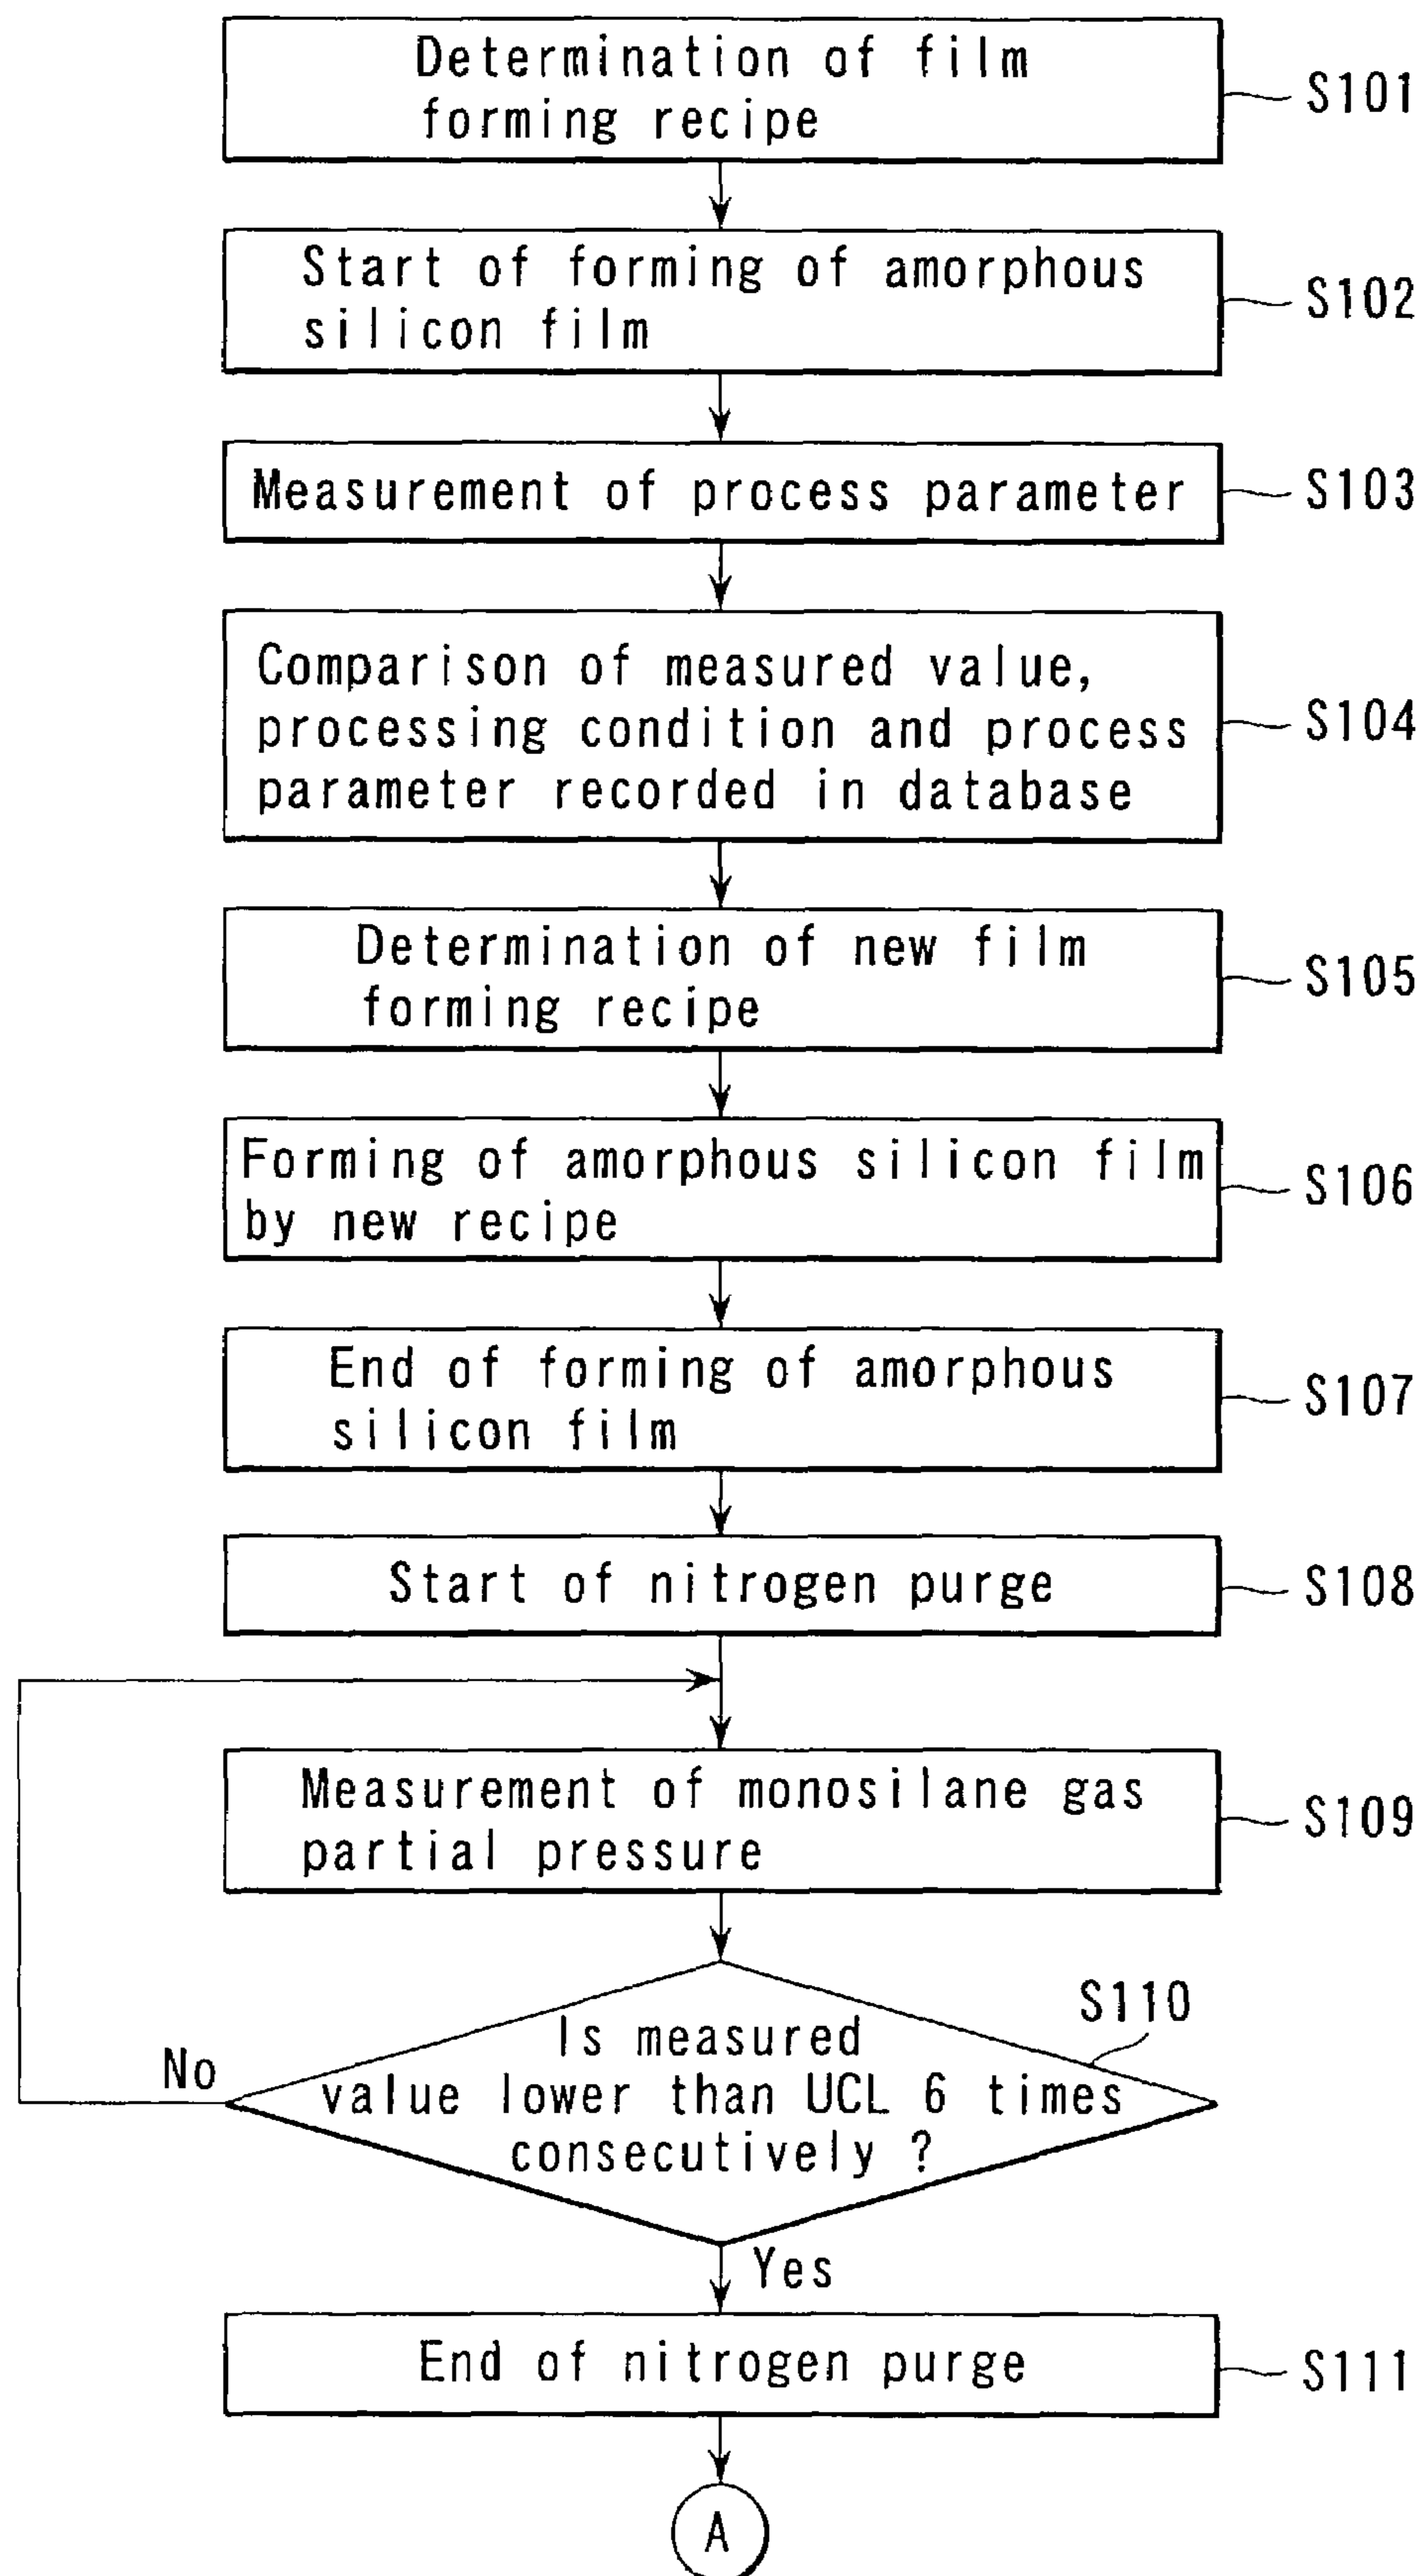 Determination of film
forming recipe
S101
Start of forming of amorphous
silicon film
S102
Measurement of process parameter
S103
Comparison of measured value,
processing condition and process
parameter recorded in database
S104
Determination of new film
forming recipe
S105
Forming of amorphous silicon film
by new recipe
S106
End of forming of amorphous
silicon film
S107
Start of nitrogen purge
S108
Measurement of monosilane gas
partial pressure
S109
S110
Is measured
value lower than UCL 6 times
consecutively ?
No
Yes
End of nitrogen purge
S111
A